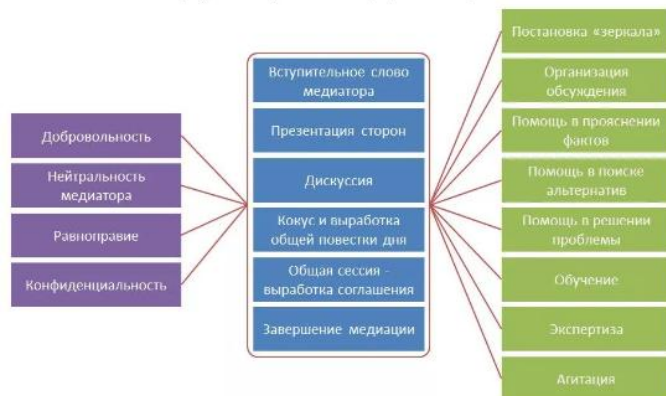 Добровольность
Нейтральность
медиатора
Равноправие
Конфиденциальность
Вступительное слово
медиатора
Презентация сторон
Дискуссия
Кокус и выработка
общей повестки дня
Общая сессия -
выработка соглашения
Завершение медиации
Постановка «зеркала»
Организация
обсуждения
Помощь в прояснении
фактов
Помощь в поиске
альтернатив
Помощь в решении
проблемы
Обучение
Экспертиза
Агитация